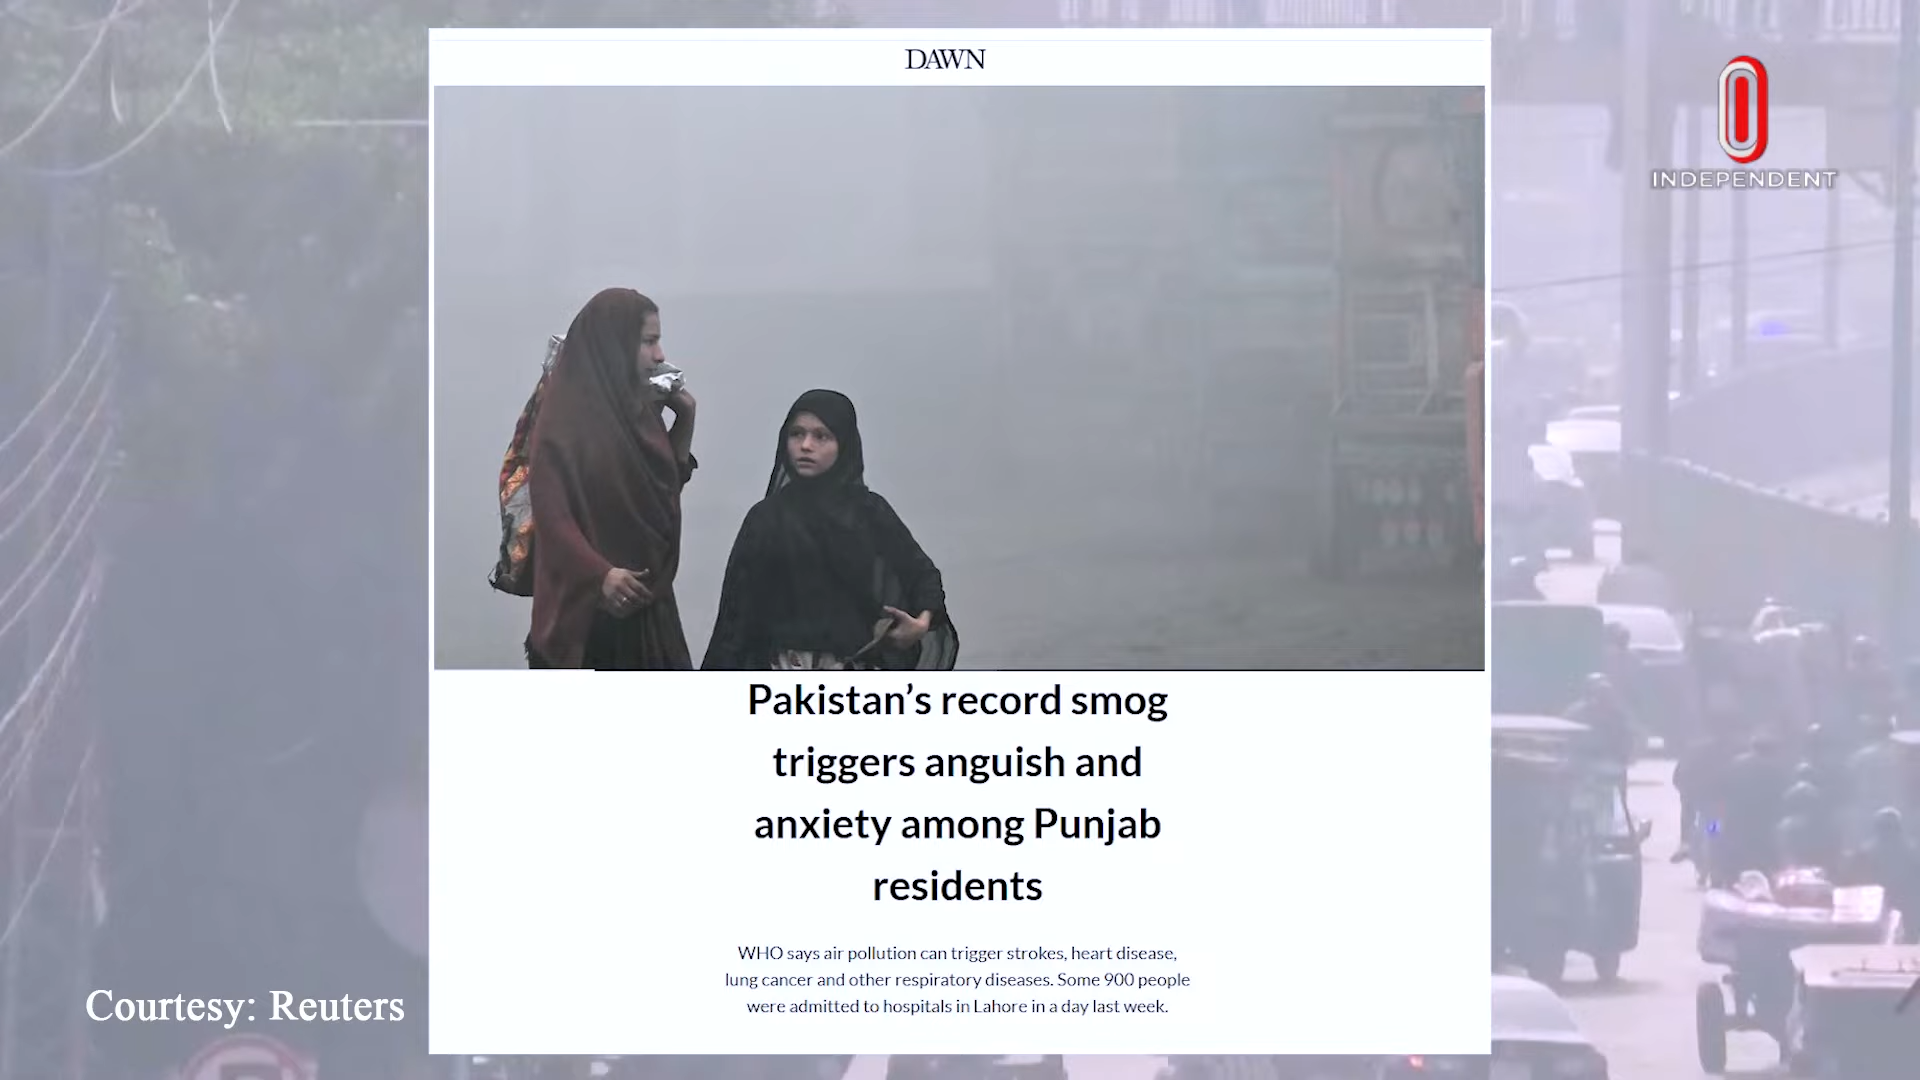 DAWN
INDEPENDENT
Pakistan’s record smog
triggers anguish and
anxiety among Punjab
residents
WHO says air pollution can trigger strokes, heart disease,
lung cancer and other respiratory diseases. Some 900 people
were admitted to hospitals in Lahore in a day last week.
Courtesy: Reuters